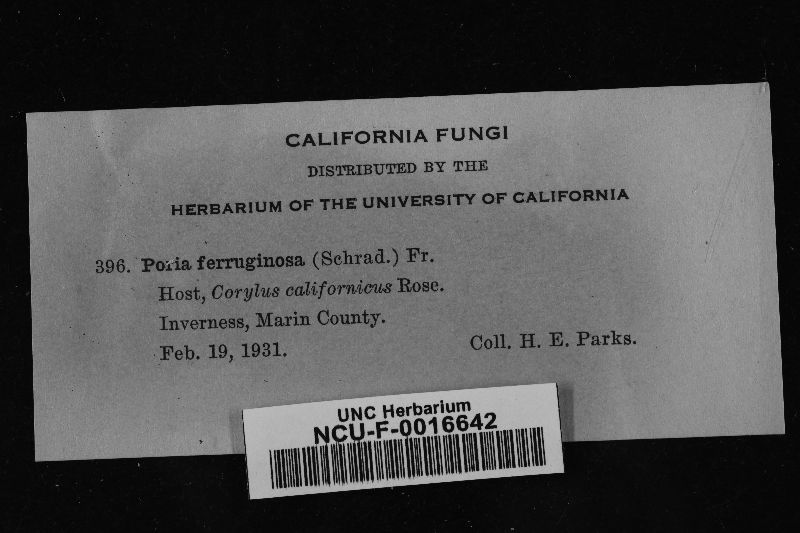 CALIFORNIA FUNGI
DISTRIBUTED BY THE
HERBARIUM OF THE UNIVERSITY OF CALIFORNIA
396. Poria ferruginosa (Schrad.) Fr.
Host, Corylus californicus Rose.
Inverness, Marin County.
Feb. 19, 1931. Coll. H. E. Parks.
UNC Herbarium
NCU-F-0016642